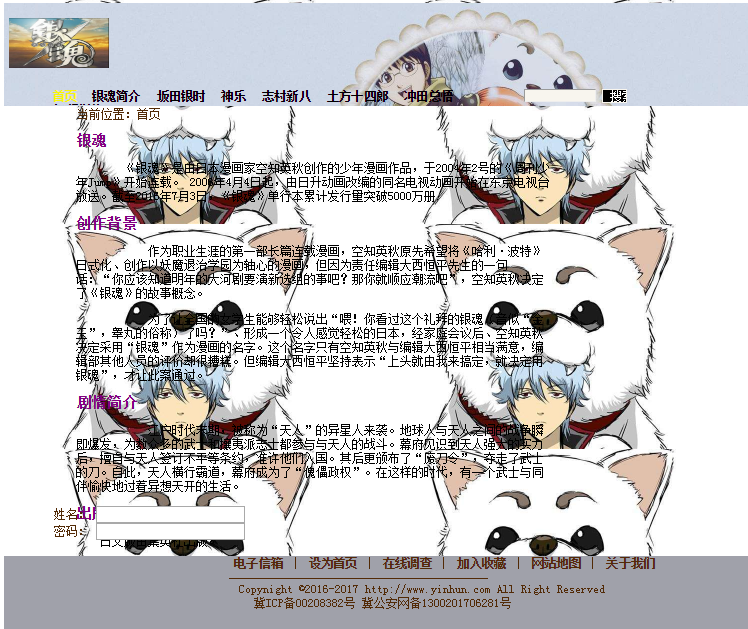 银魂
首页 银魂简介 坂田银时 神乐 志村新八 土方十四郎 冲田总悟 搜索
当前位置：首页
银魂
《银魂》是由日本漫画家空知英秋创作的少年漫画作品，于2004年2号的《周刊少
年Jump》开始连载。 2006年4月4日起，由日升动画改编的同名电视动画开始在东京电视台
放送。截至2015年7月3日，《银魂》单行本累计发行量突破5000万册
创作背景
作为职业生涯的第一部长篇连载漫画，空知英秋原先希望将《哈利·波特》
日式化、创作以妖魔退治学园为轴心的漫画，但因为责任编辑大西恒平先生的一句
话：“你应该知道明年的大河剧要演新选组的事吧？那你就顺应潮流吧”，空知英秋决定
了《银魂》的故事概念。
为了让全国的女学生能够轻松说出“喂！你看过这个礼拜的银魂（音似“金
玉”，睾丸的俗称）了吗？”、形成一个令人感觉轻松的日本，经家庭会议后、空知英秋
决定采用“银魂”作为漫画的名字。这个名字只有空知英秋与编辑大西恒平相当满意，编
辑部其他人员的评价却很糟糕。但编辑大西恒平坚持表示“上头就由我来搞定，就决定用
银魂”，才让此案通过。
剧情简介
江户时代末期，被称为“天人”的异星人来袭。地球人与天人之间的战争瞬
即爆发，为数众多的武士和攘夷派志士都参与与天人的战斗。幕府见识到天人强大的实力
后，擅自与天人签订不平等条约，准许他们入国。其后更颁布了“废刀令”，夺走了武士
的刀。自此，天人横行霸道，幕府成为了“傀儡政权”。在这样的时代，有一个武士与同
伴愉快地过着异想天开的生活。
姓名：
密码：
电子信箱 | 设为首页 | 在线调查 | 加入收藏 | 网站地图 | 关于我们
Copyright ©2016-2017 http://www.yinhun.com All Right Reserved
冀ICP备00208382号 冀公安网备1300201706281号